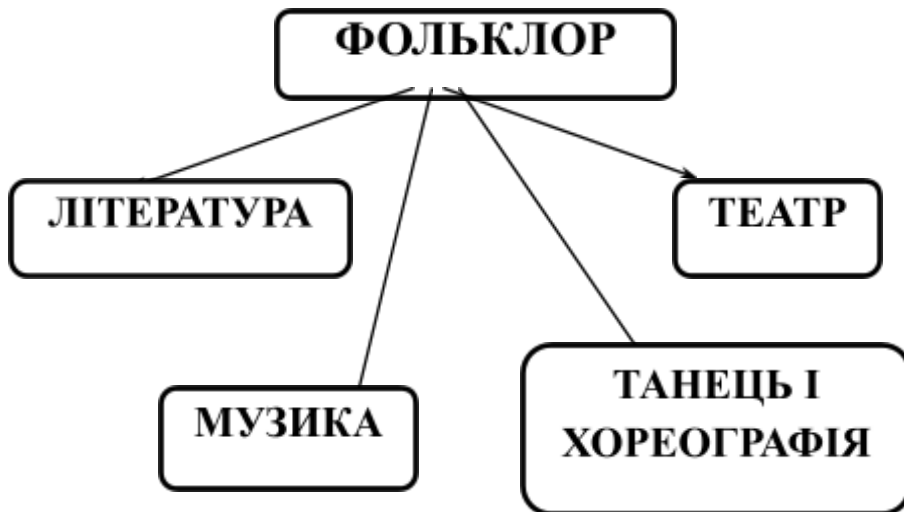 ФОЛЬКЛОР
ЛІТЕРАТУРА
ТЕАТР
МУЗИКА
ТАНЕЦЬ І
ХОРЕОГРАФІЯ